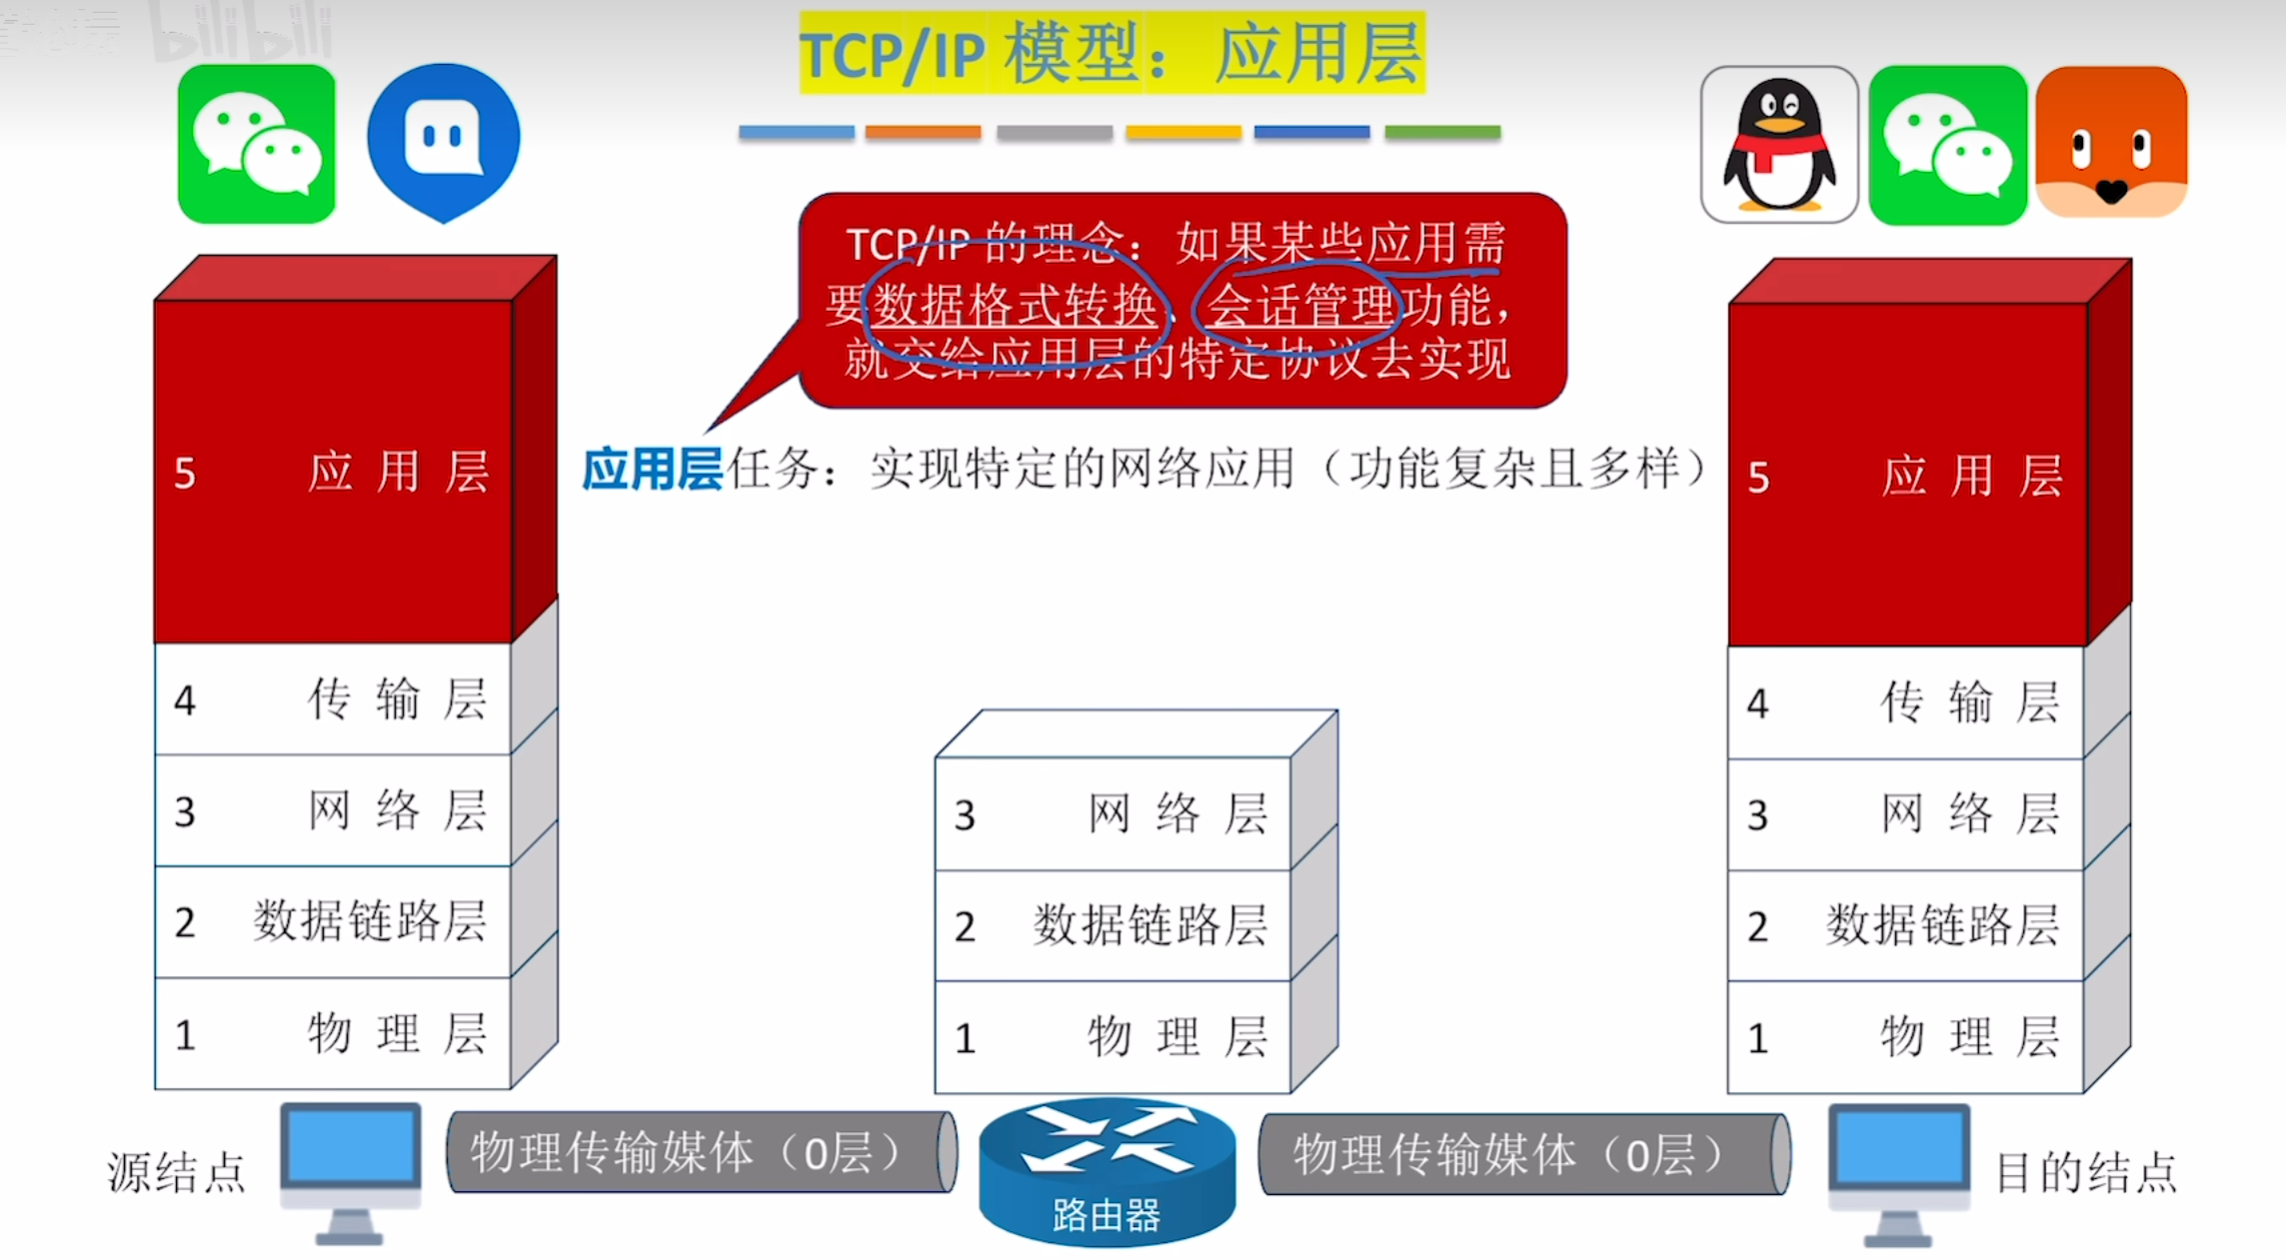 bilibili
TCP/IP 模型：应用层
TCP/IP 的理念：如果某些应用需
要数据格式转换、会话管理功能，
就交给应用层的特定协议去实现
应用层任务：实现特定的网络应用（功能复杂且多样）
5 应用层
4 传输层
3 网络层
2 数据链路层
1 物理层
3 网络层
2 数据链路层
1 物理层
5 应用层
4 传输层
3 网络层
2 数据链路层
1 物理层
源结点
物理传输媒体（0层）
路由器
物理传输媒体（0层）
目的结点